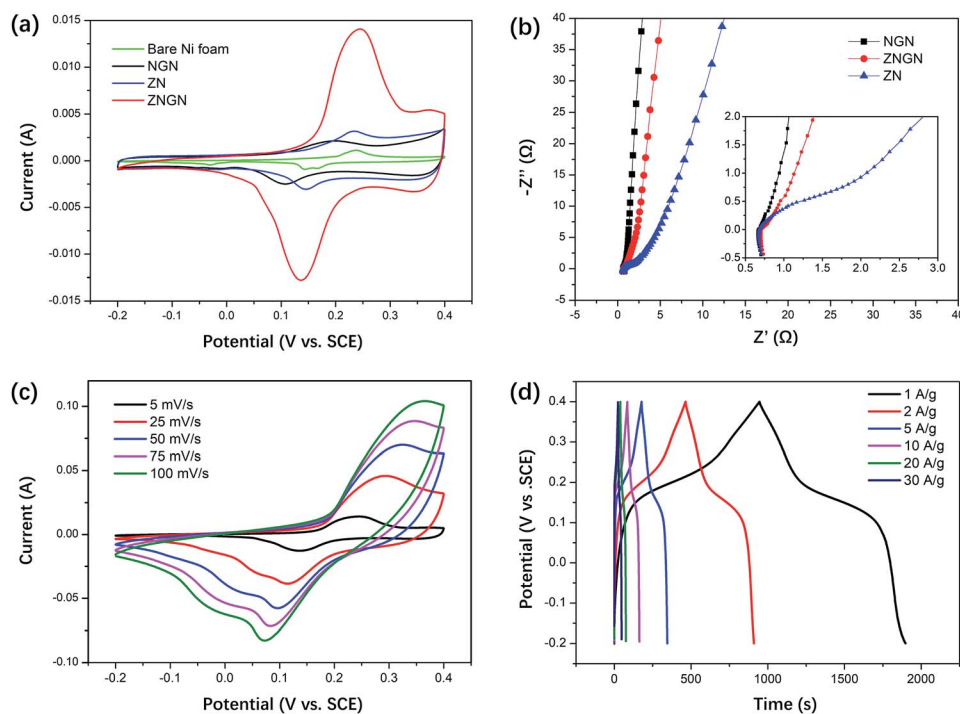 (a)
Bare Ni foam
NGN
ZN
ZNGN
0.015
0.010
0.005
0.000
-0.005
-0.010
-0.015
Current (A)
-0.2 -0.1 0.0 0.1 0.2 0.3 0.4
Potential (V vs. SCE)
(b)
NGN
ZNGN
ZN
40
35
30
25
20
15
10
5
0
-5
-Z'' (Ω)
2.0
1.5
1.0
0.5
0.0
-0.5
0.5 1.0 1.5 2.0 2.5 3.0
-5 0 5 10 15 20 25 30 35 40
Z' (Ω)
(c)
5 mV/s
25 mV/s
50 mV/s
75 mV/s
100 mV/s
0.10
0.05
0.00
-0.05
-0.10
Current (A)
-0.2 -0.1 0.0 0.1 0.2 0.3 0.4
Potential (V vs. SCE)
(d)
1 A/g
2 A/g
5 A/g
10 A/g
20 A/g
30 A/g
0.4
0.3
0.2
0.1
0.0
-0.1
-0.2
Potential (V vs .SCE)
0 500 1000 1500 2000
Time (s)